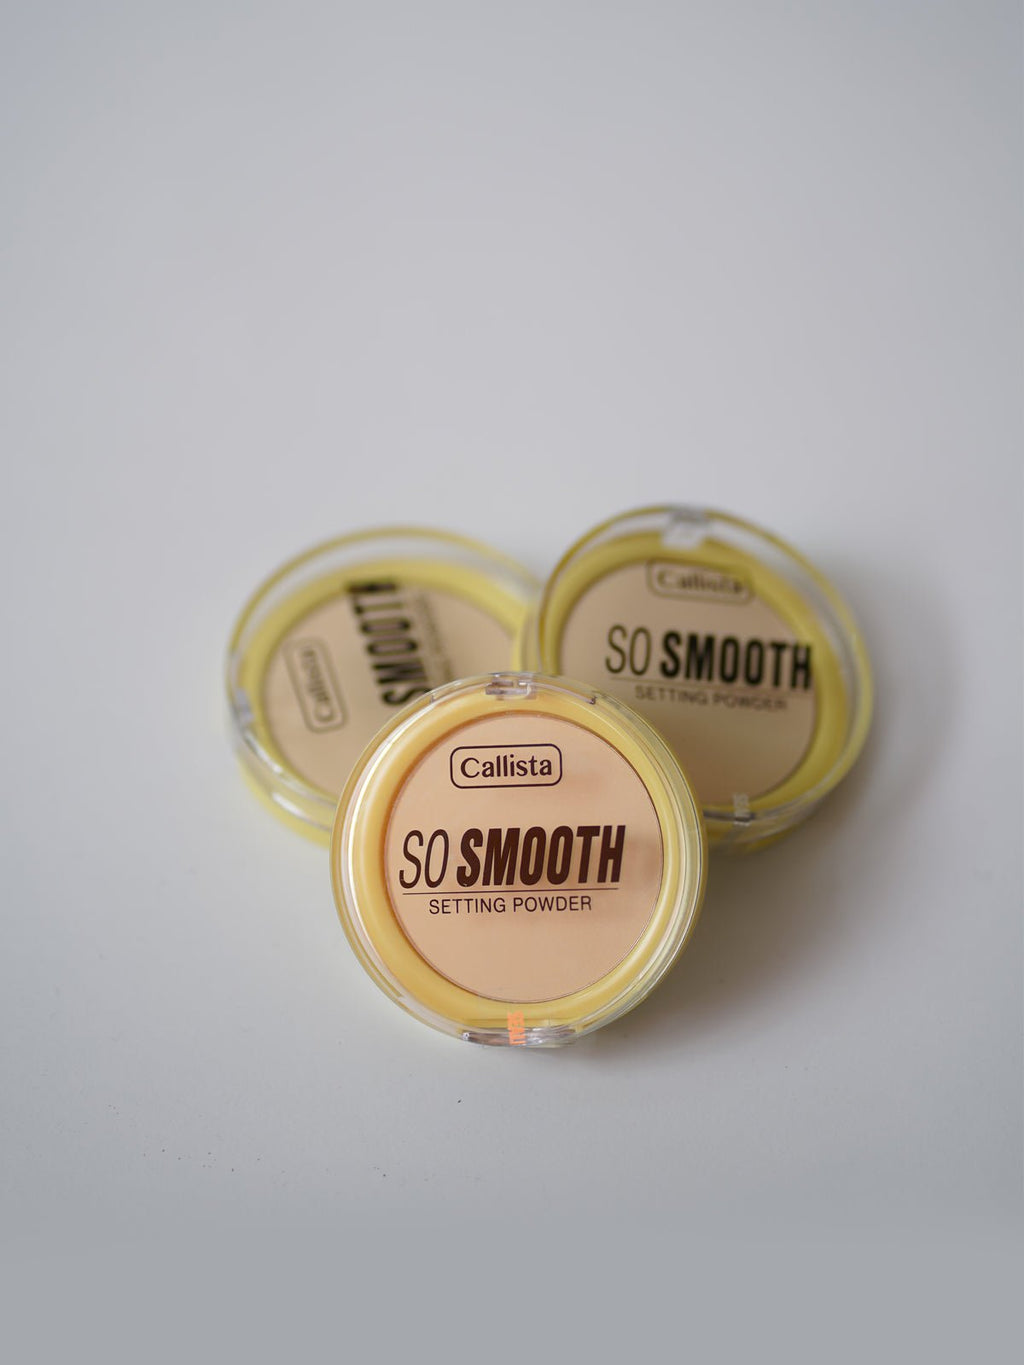 Callista
SO SMOOTH
SETTING POWDER
Callista
SO SMOOTH
SETTING POWDER
Callista
SMOOTH